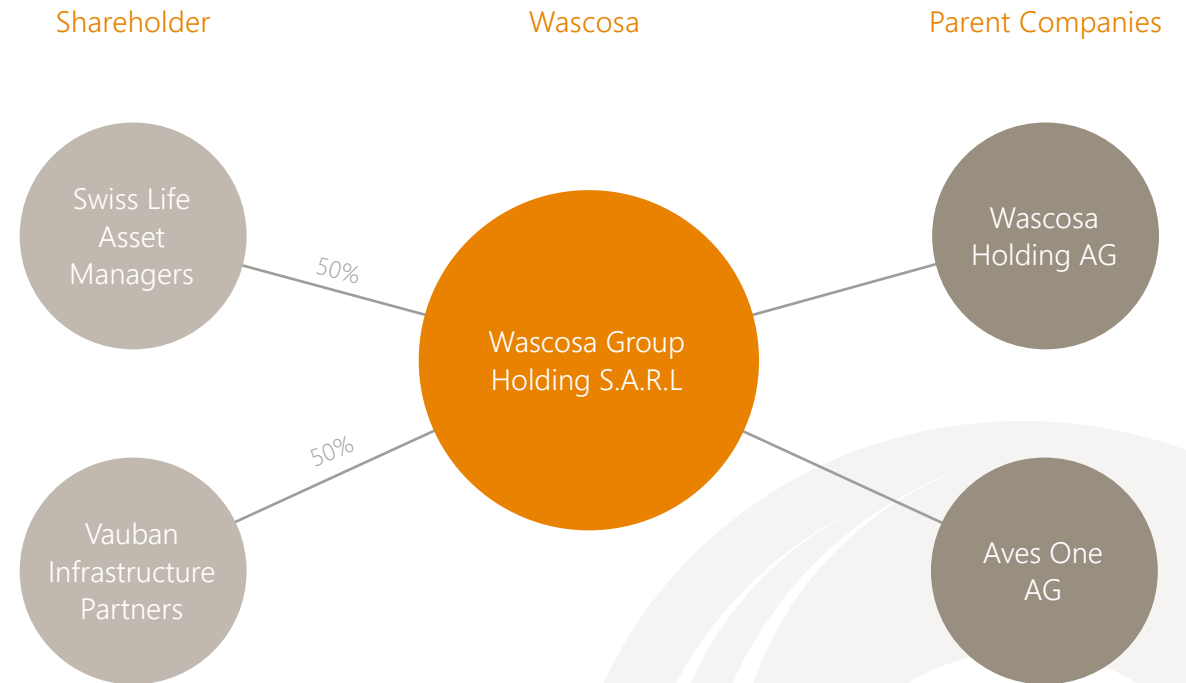 Shareholder
Wascosa
Parent Companies
Swiss Life
Asset
Managers
50%
Wascosa Group
Holding S.A.R.L
Wascosa
Holding AG
50%
Vauban
Infrastructure
Partners
Aves One
AG